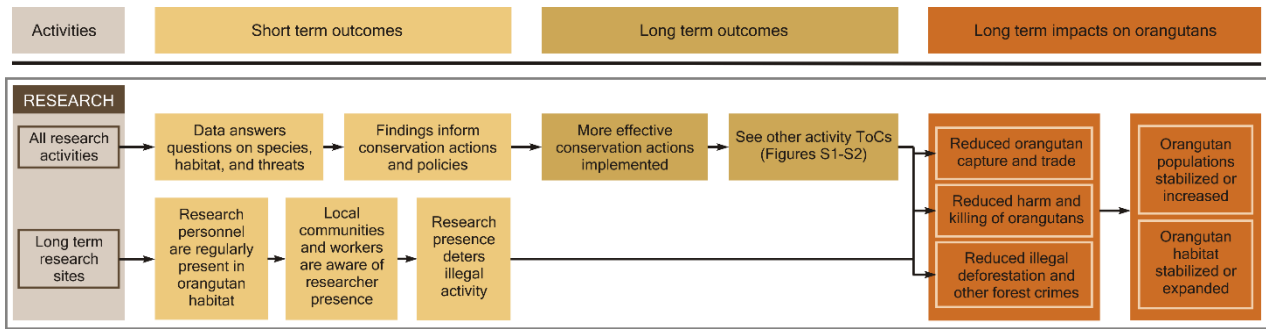 Activities
Short term outcomes
Long term outcomes
Long term impacts on orangutans
RESEARCH
All research
activities
Data answers
questions on species,
habitat, and threats
Findings inform
conservation actions
and policies
More effective
conservation actions
implemented
See other activity ToCs
(Figures S1-S2)
Reduced orangutan
capture and trade
Reduced harm and
killing of orangutans
Reduced illegal
deforestation and
other forest crimes
Orangutan
populations
stabilized or
increased
Orangutan
habitat
stabilized or
expanded
Long term
research
sites
Research
personnel
are regularly
present in
orangutan
habitat
Local
communities
and workers
are aware of
researcher
presence
Research
presence
deters
illegal
activity